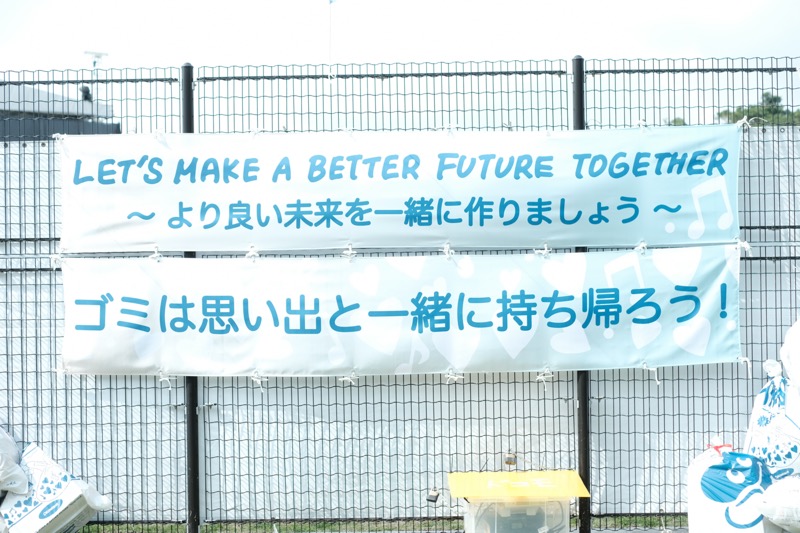 LET'S MAKE A BETTER FUTURE TOGETHER
～ より良い未来を一緒に作りましょう ～
ゴミは思い出と一緒に持ち帰ろう!